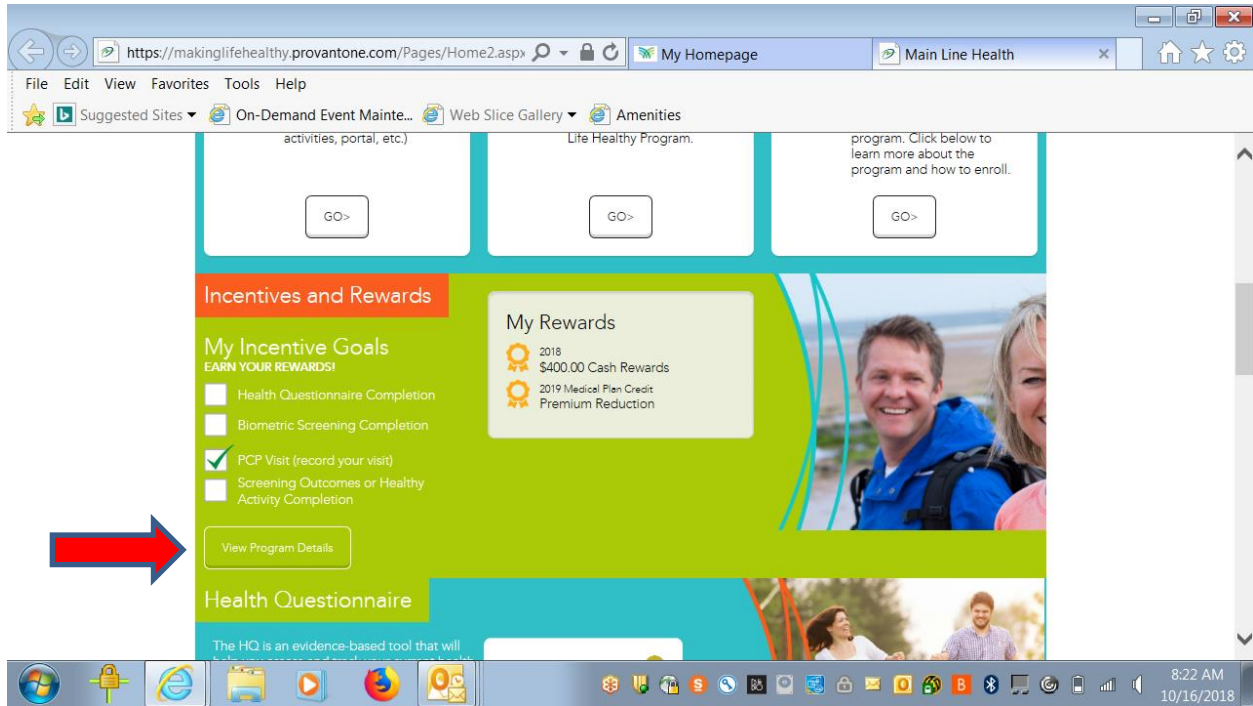 https://makinglifehealthy.provantone.com/Pages/Home2.aspx
My Homepage
Main Line Health
File Edit View Favorites Tools Help
Suggested Sites
On-Demand Event Mainte...
Web Slice Gallery
Amenities
activities, portal, etc.)
GO>
Life Healthy Program.
GO>
program. Click below to
learn more about the
program and how to enroll.
GO>
Incentives and Rewards
My Incentive Goals
EARN YOUR REWARDS!
Health Questionnaire Completion
Biometric Screening Completion
PCP Visit (record your visit)
Screening Outcomes or Healthy
Activity Completion
View Program Details
My Rewards
2018
$400.00 Cash Rewards
2019 Medical Plan Credit
Premium Reduction
Health Questionnaire
The HQ is an evidence-based tool that will
8:22 AM
10/16/2018